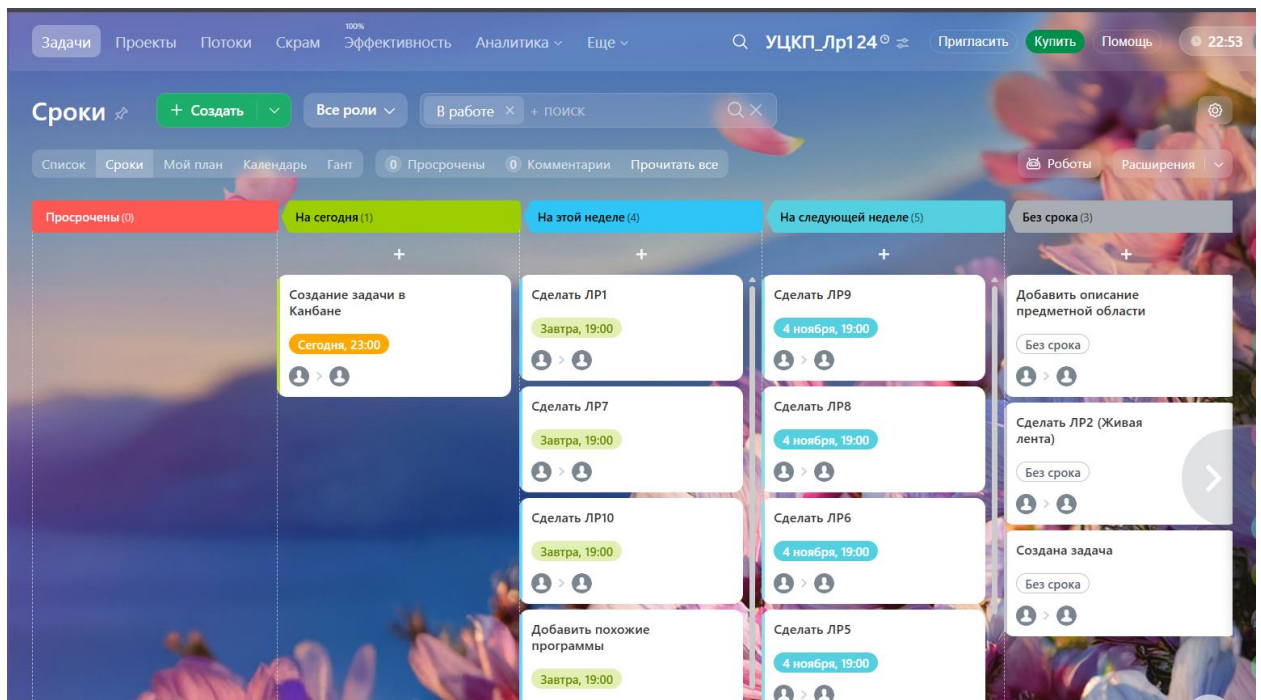 100%
Задачи Проекты Потоки Скрам Эффективность Аналитика Еще УЦКП_Лр1 24 Пригласить Купить Помощь 22:53
Сроки + Создать Все роли В работе × + поиск
Список Сроки Мой план Календарь Гант 0 Просрочены 0 Комментарии Прочитать все Роботы Расширения
Просрочены (0) На сегодня (1) На этой неделе (4) На следующей неделе (5) Без срока (3)
+ + + +
Создание задачи в
Канбане
Сегодня, 23:00
Сделать ЛР1
Завтра, 19:00
Сделать ЛР7
Завтра, 19:00
Сделать ЛР10
Завтра, 19:00
Добавить похожие
программы
Завтра, 19:00
Сделать ЛР9
4 ноября, 19:00
Сделать ЛР8
4 ноября, 19:00
Сделать ЛР6
4 ноября, 19:00
Сделать ЛР5
4 ноября, 19:00
Добавить описание
предметной области
Без срока
Сделать ЛР2 (Живая
лента)
Без срока
Создана задача
Без срока